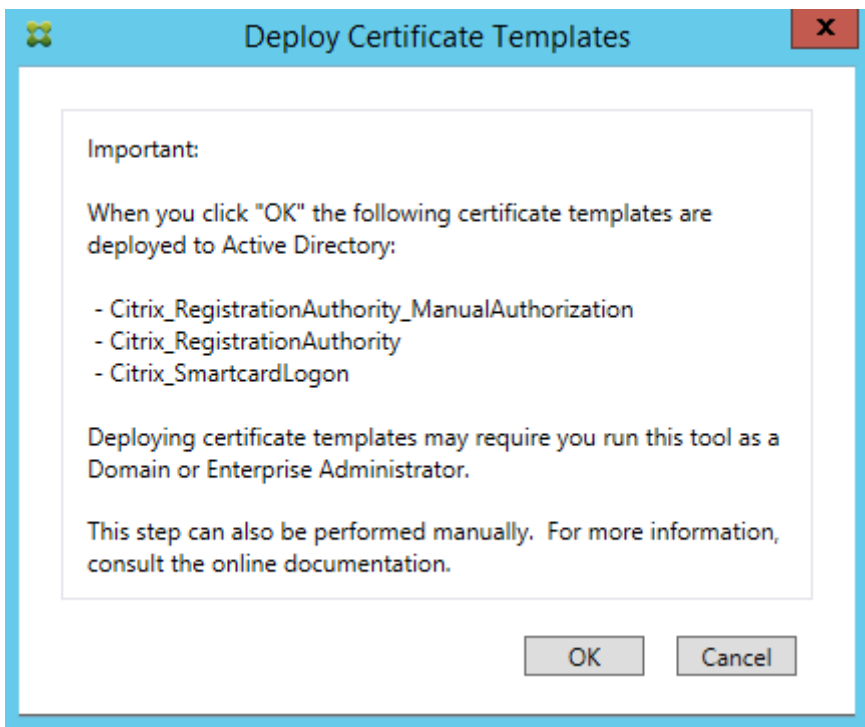 Deploy Certificate Templates
x
Important:
When you click "OK" the following certificate templates are
deployed to Active Directory:
- Citrix_RegistrationAuthority_ManualAuthorization
- Citrix_RegistrationAuthority
- Citrix_SmartcardLogon
Deploying certificate templates may require you run this tool as a
Domain or Enterprise Administrator.
This step can also be performed manually.  For more information,
consult the online documentation.
OK
Cancel